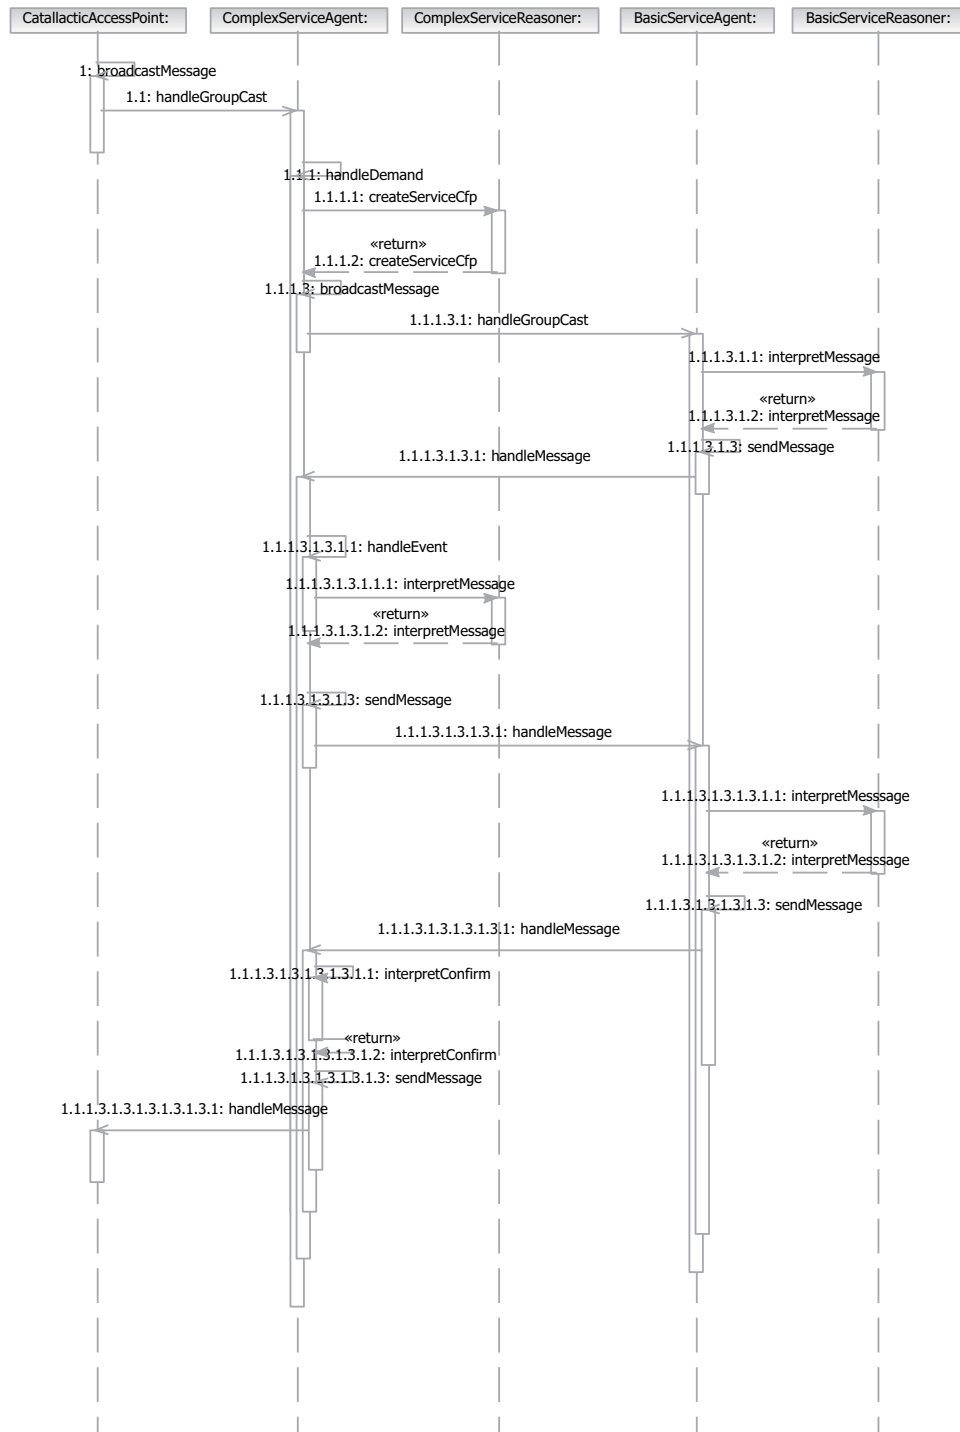 CatallacticAccessPoint:
ComplexServiceAgent:
ComplexServiceReasoner:
BasicServiceAgent:
BasicServiceReasoner:
1: broadcastMessage
1.1: handleGroupCast
1.1.1: handleDemand
1.1.1.1: createServiceCfp
«return»
1.1.1.2: createServiceCfp
1.1.1.3: broadcastMessage
1.1.1.3.1: handleGroupCast
1.1.1.3.1.1: interpretMessage
«return»
1.1.1.3.1.2: interpretMessage
1.1.1.3.1.3: sendMessage
1.1.1.3.1.3.1: handleMessage
1.1.1.3.1.3.1.1: handleEvent
1.1.1.3.1.3.1.1.1: interpretMessage
«return»
1.1.1.3.1.3.1.2: interpretMessage
1.1.1.3.1.3.1.3: sendMessage
1.1.1.3.1.3.1.3.1: handleMessage
1.1.1.3.1.3.1.3.1.1: interpretMesssage
«return»
1.1.1.3.1.3.1.3.1.2: interpretMesssage
1.1.1.3.1.3.1.3.1.3: sendMessage
1.1.1.3.1.3.1.3.1.3.1: handleMessage
1.1.1.3.1.3.1.3.1.3.1.1: interpretConfirm
«return»
1.1.1.3.1.3.1.3.1.3.1.2: interpretConfirm
1.1.1.3.1.3.1.3.1.3.1.3: sendMessage
1.1.1.3.1.3.1.3.1.3.1.3.1: handleMessage